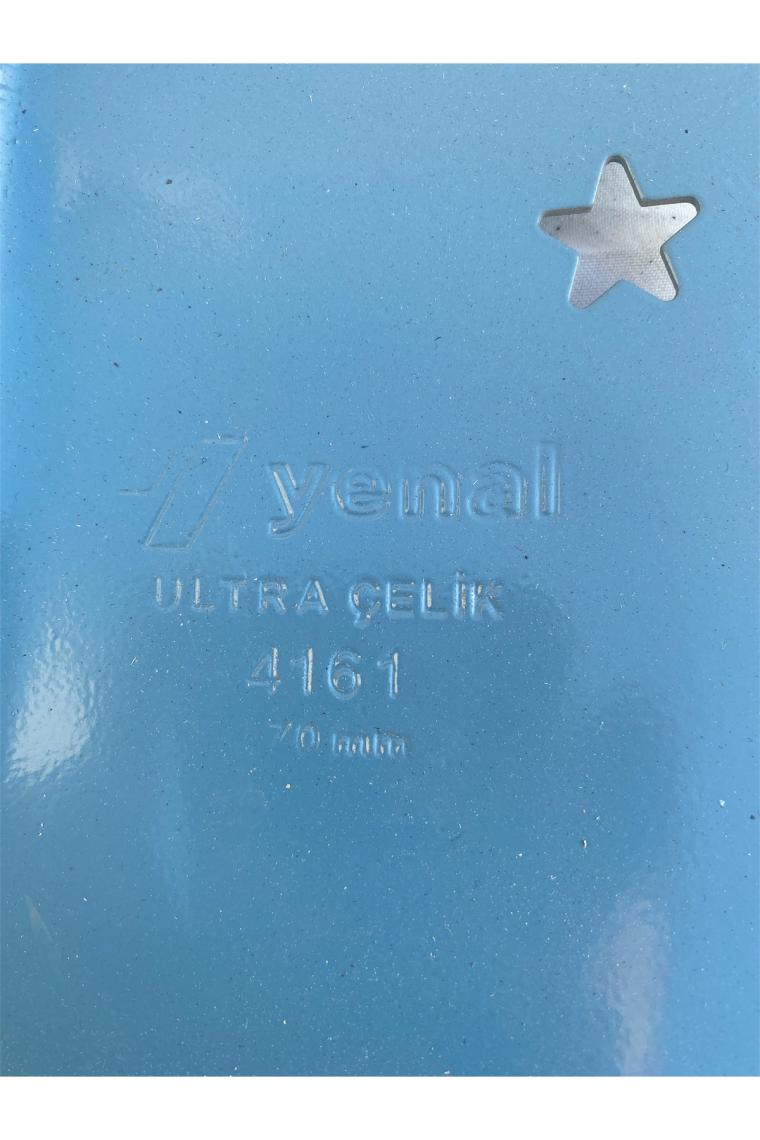 yenal
ULTRA ÇELİK
4161
70 mm